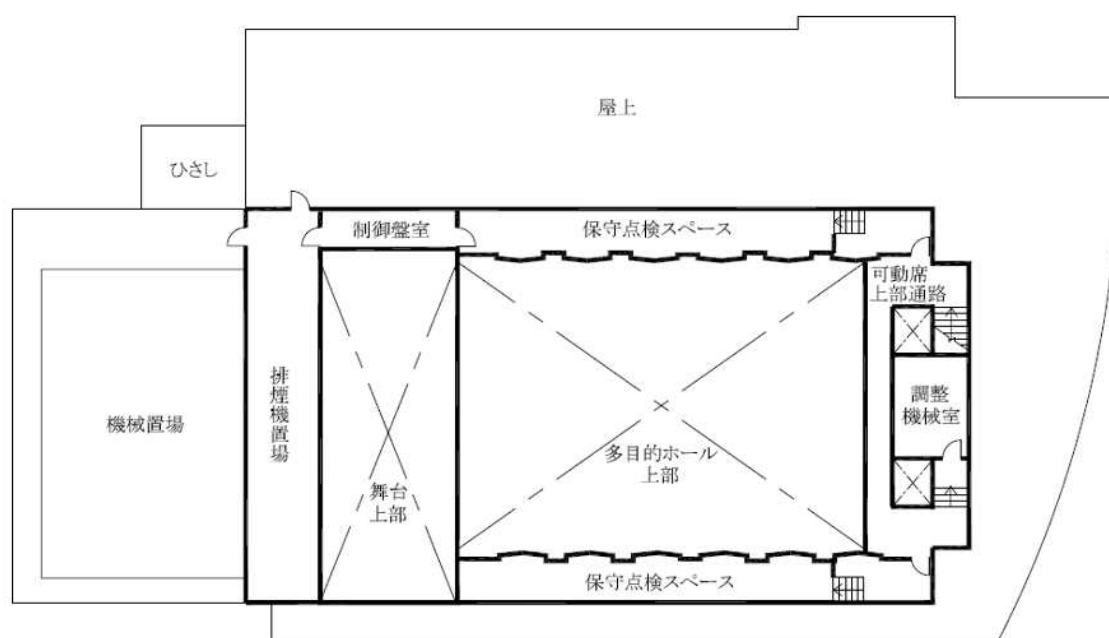 屋上
ひさし
制御盤室
保守点検スペース
可動席
上部通路
排煙機置場
機械置場
調整
機械室
多目的ホール
上部
舞台
上部
保守点検スペース